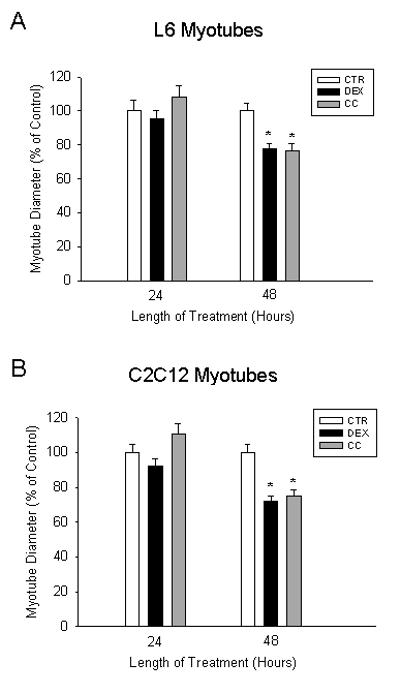 A
L6 Myotubes
Myotube Diameter (% of Control)
120
100
80
60
40
20
0
CTR
DEX
CC
* *
24 48
Length of Treatment (Hours)
B
C2C12 Myotubes
Myotube Diameter (% of Control)
120
100
80
60
40
20
0
CTR
DEX
CC
* *
24 48
Length of Treatment (Hours)